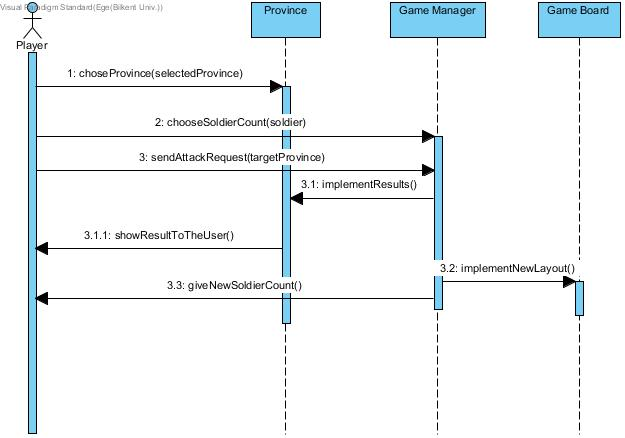 Visual Paradigm Standard(Ege(Bilkent Univ.))
Player
Province
Game Manager
Game Board
1: choseProvince(selectedProvince)
2: chooseSoldierCount(soldier)
3: sendAttackRequest(targetProvince)
3.1: implementResults()
3.1.1: showResultToTheUser()
3.2: implementNewLayout()
3.3: giveNewSoldierCount()